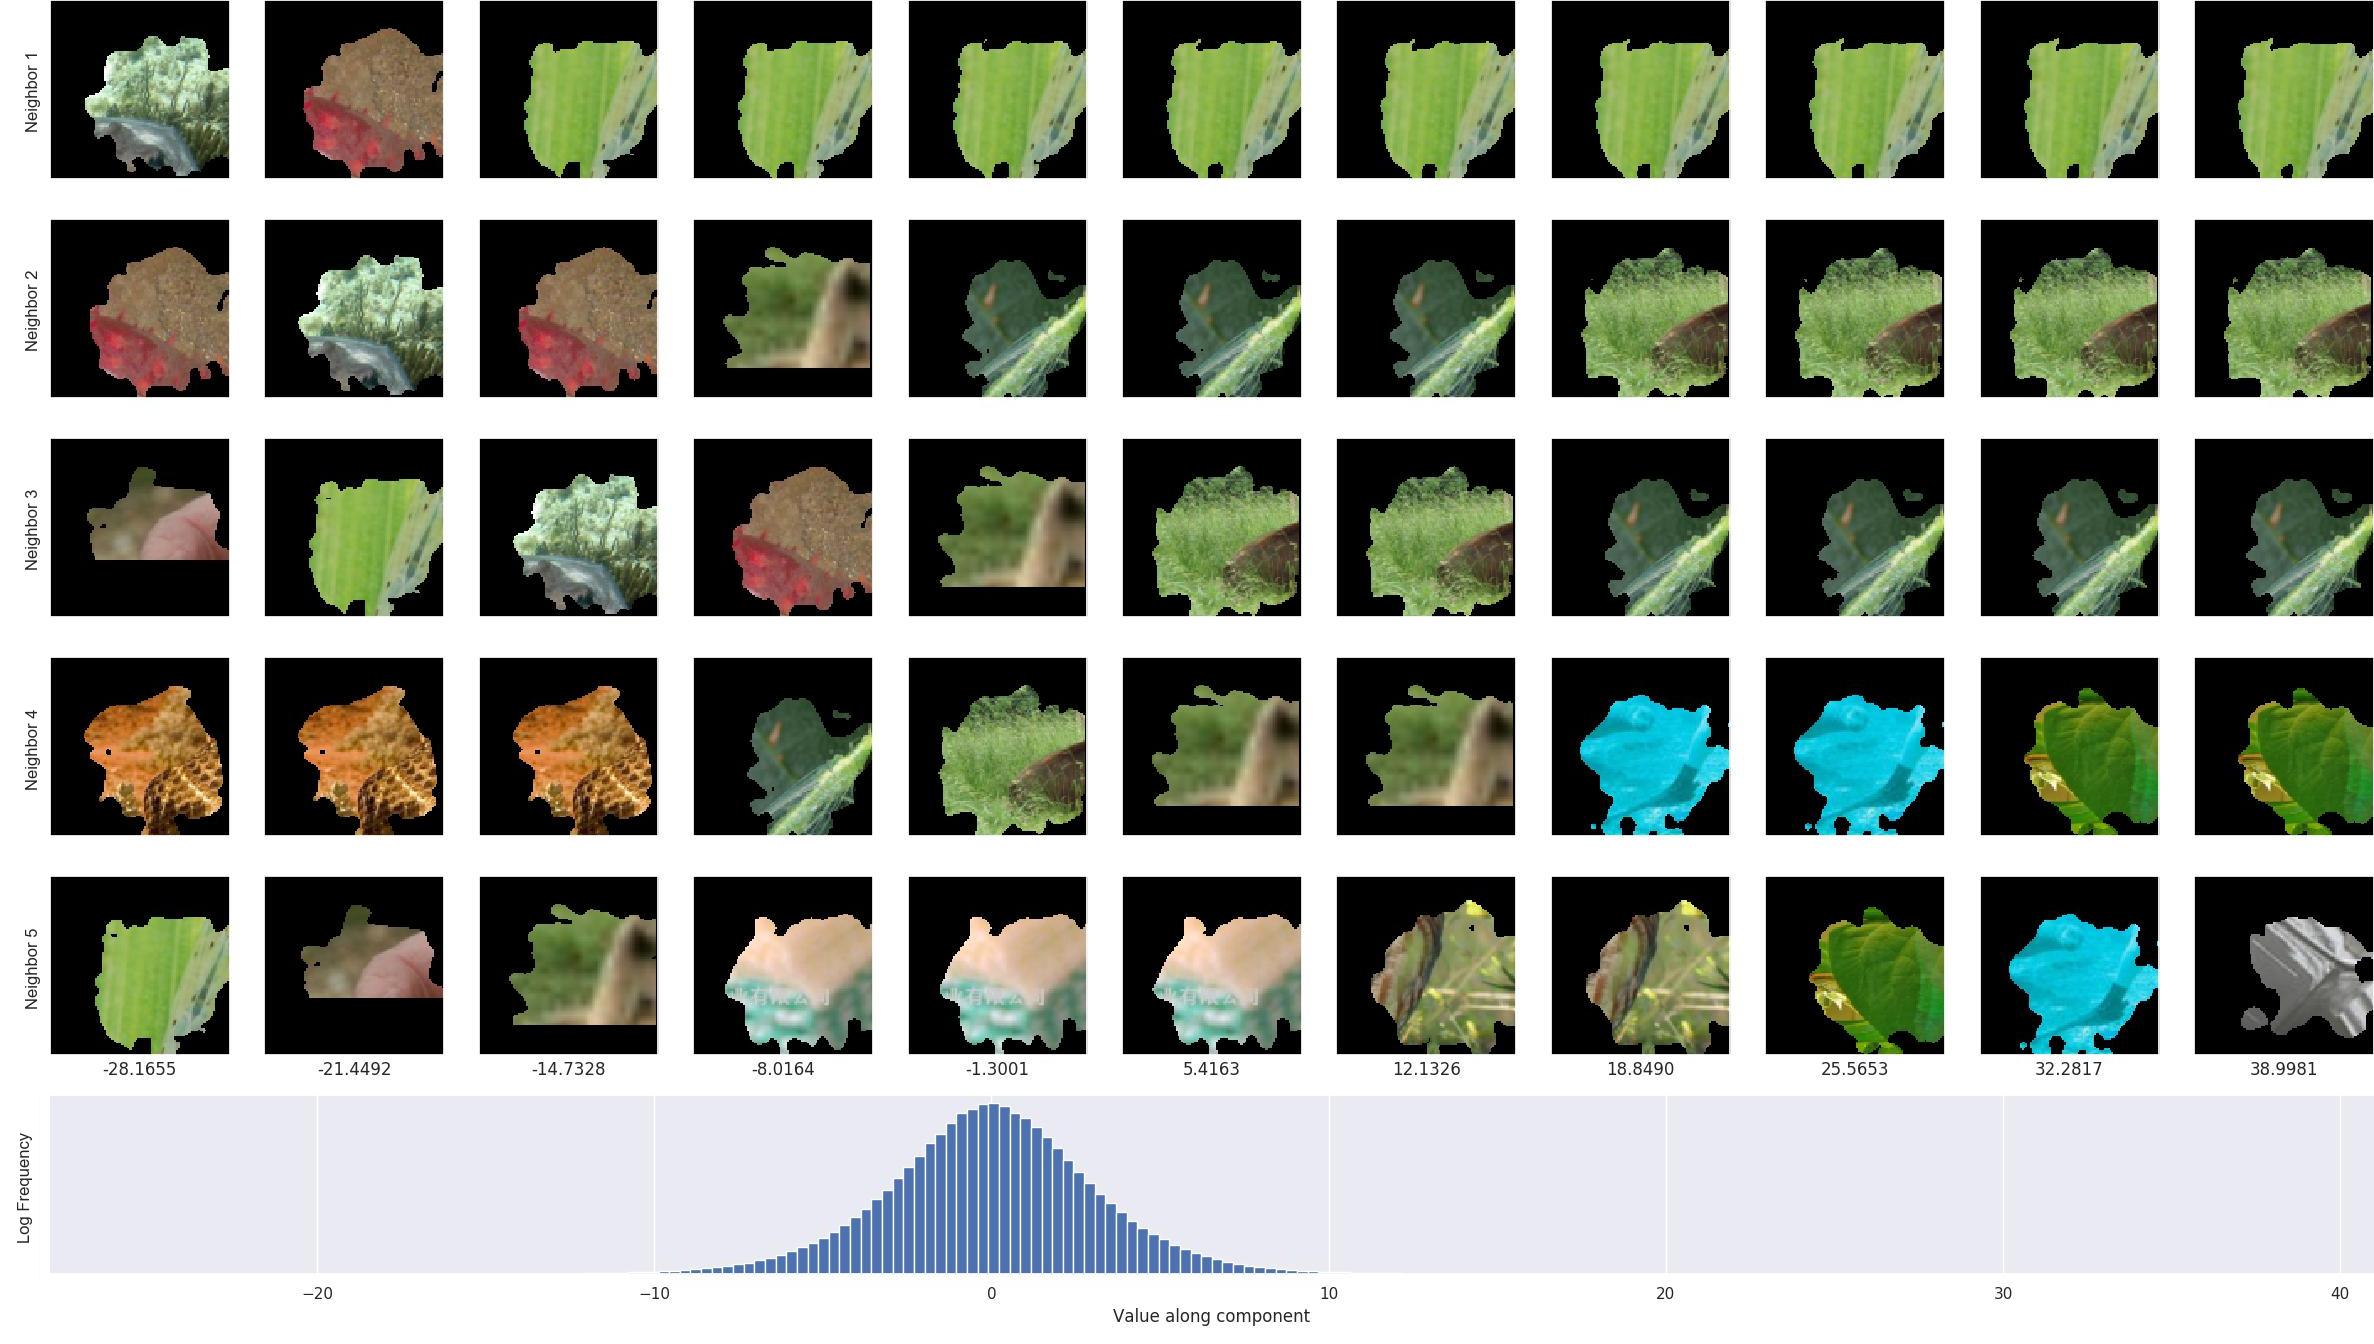 Neighbor 1
Neighbor 2
Neighbor 3
Neighbor 4
Neighbor 5
-28.1655 -21.4492 -14.7328 -8.0164 -1.3001 5.4163 12.1326 18.8490 25.5653 32.2817 38.9981
Log Frequency
−20 −10 0 10 20 30 40
Value along component